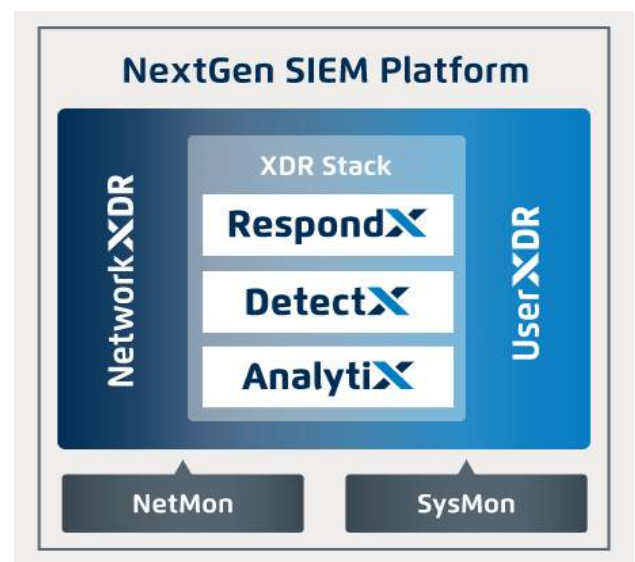 NextGen SIEM Platform
NetworkXDR
XDR Stack
RespondX
DetectX
AnalytiX
UserXDR
NetMon
SysMon